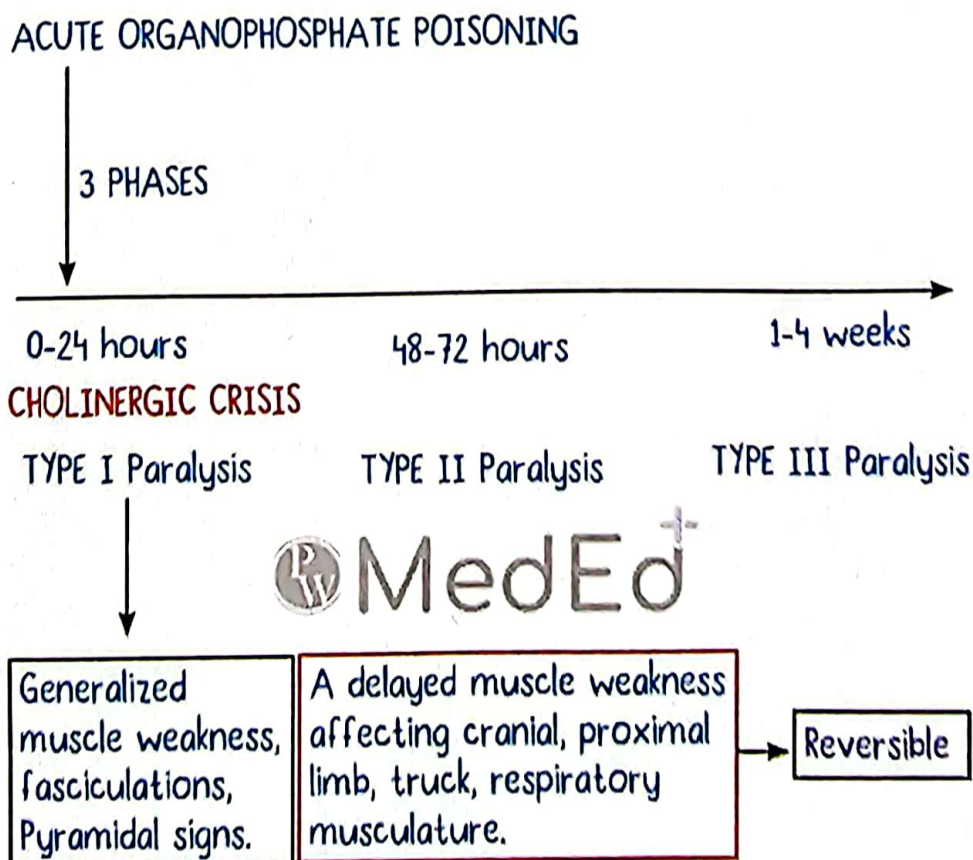 ACUTE ORGANOPHOSPHATE POISONING
3 PHASES
0-24 hours
48-72 hours
1-4 weeks
CHOLINERGIC CRISIS
TYPE I Paralysis
TYPE II Paralysis
TYPE III Paralysis
PW MedEd
Generalized
muscle weakness,
fasciculations,
Pyramidal signs.
A delayed muscle weakness
affecting cranial, proximal
limb, truck, respiratory
musculature.
Reversible